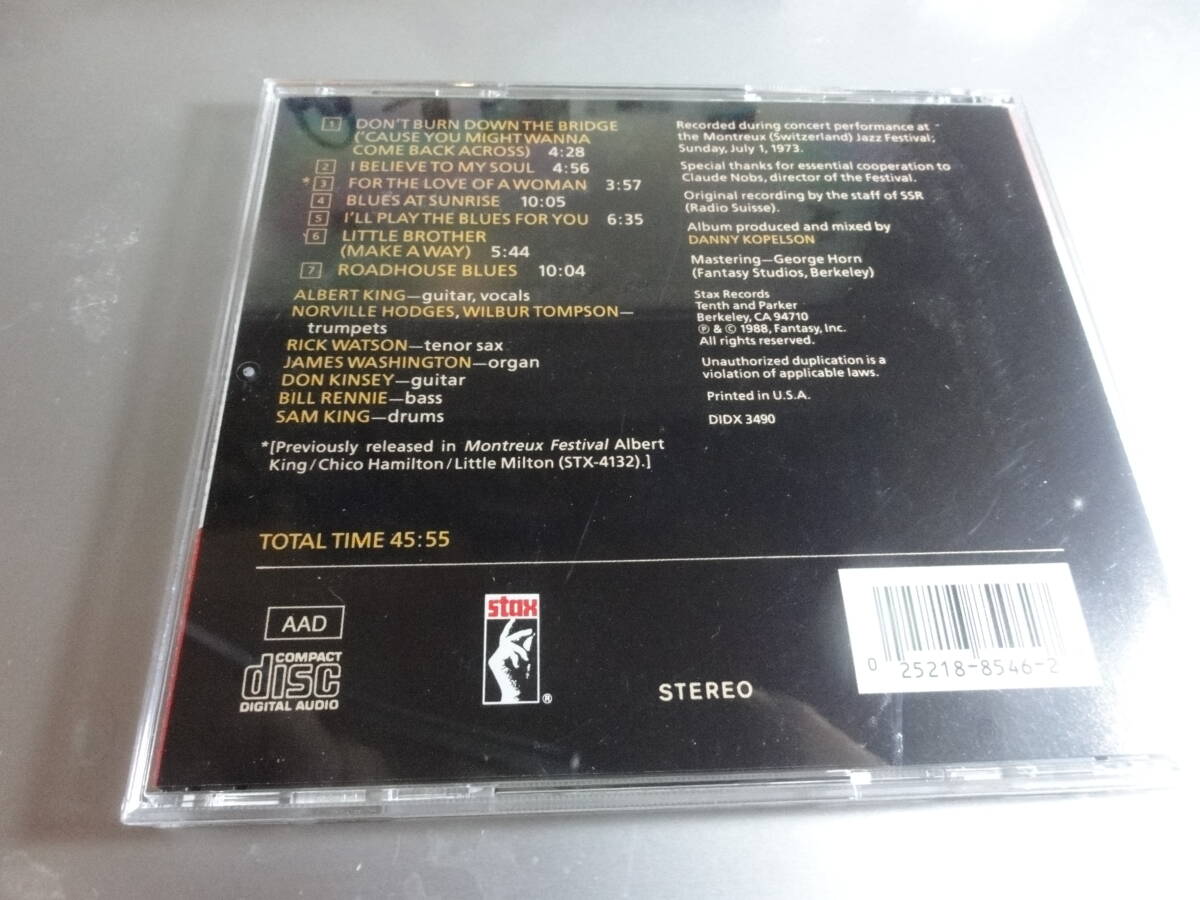 1 DON'T BURN DOWN THE BRIDGE
('CAUSE YOU MIGHT WANNA
COME BACK ACROSS) 4:28
2 I BELIEVE TO MY SOUL 4:56
*3 FOR THE LOVE OF A WOMAN 3:57
4 BLUES AT SUNRISE 10:05
5 I'LL PLAY THE BLUES FOR YOU 6:35
*6 LITTLE BROTHER
(MAKE A WAY) 5:44
7 ROADHOUSE BLUES 10:04
ALBERT KING—guitar, vocals
NORVILLE HODGES, WILBUR TOMPSON—
trumpets
RICK WATSON—tenor sax
JAMES WASHINGTON—organ
DON KINSEY—guitar
BILL RENNIE—bass
SAM KING—drums
*[Previously released in Montreux Festival Albert
King/Chico Hamilton/Little Milton (STX-4132).]
Recorded during concert performance at
the Montreux (Switzerland) Jazz Festival;
Sunday, July 1, 1973.
Special thanks for essential cooperation to
Claude Nobs, director of the Festival.
Original recording by the staff of SSR
(Radio Suisse).
Album produced and mixed by
DANNY KOPELSON
Mastering—George Horn
(Fantasy Studios, Berkeley)
Stax Records
Tenth and Parker
Berkeley, CA 94710
℗ & © 1988, Fantasy, Inc.
All rights reserved.
Unauthorized duplication is a
violation of applicable laws.
Printed in U.S.A.
DIDX 3490
TOTAL TIME 45:55
AAD
COMPACT
disc
DIGITAL AUDIO
stax
®
STEREO
0 25218-8546-2